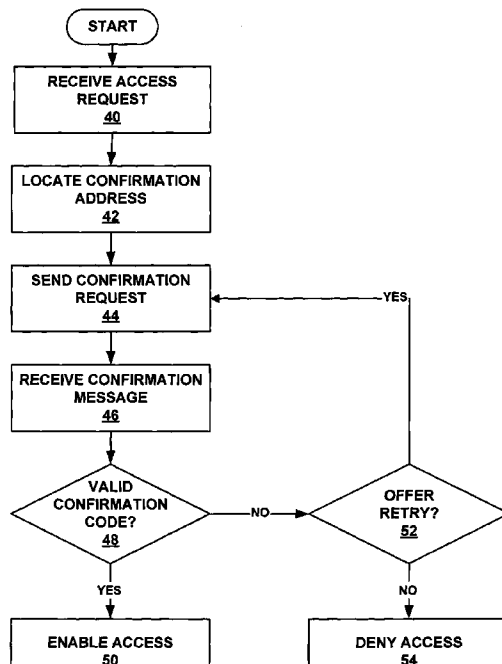 START
RECEIVE ACCESS
REQUEST
40
LOCATE CONFIRMATION
ADDRESS
42
SEND CONFIRMATION
REQUEST
44
YES
RECEIVE CONFIRMATION
MESSAGE
46
VALID
CONFIRMATION
CODE?
48
NO
OFFER
RETRY?
52
YES
NO
ENABLE ACCESS
50
DENY ACCESS
54